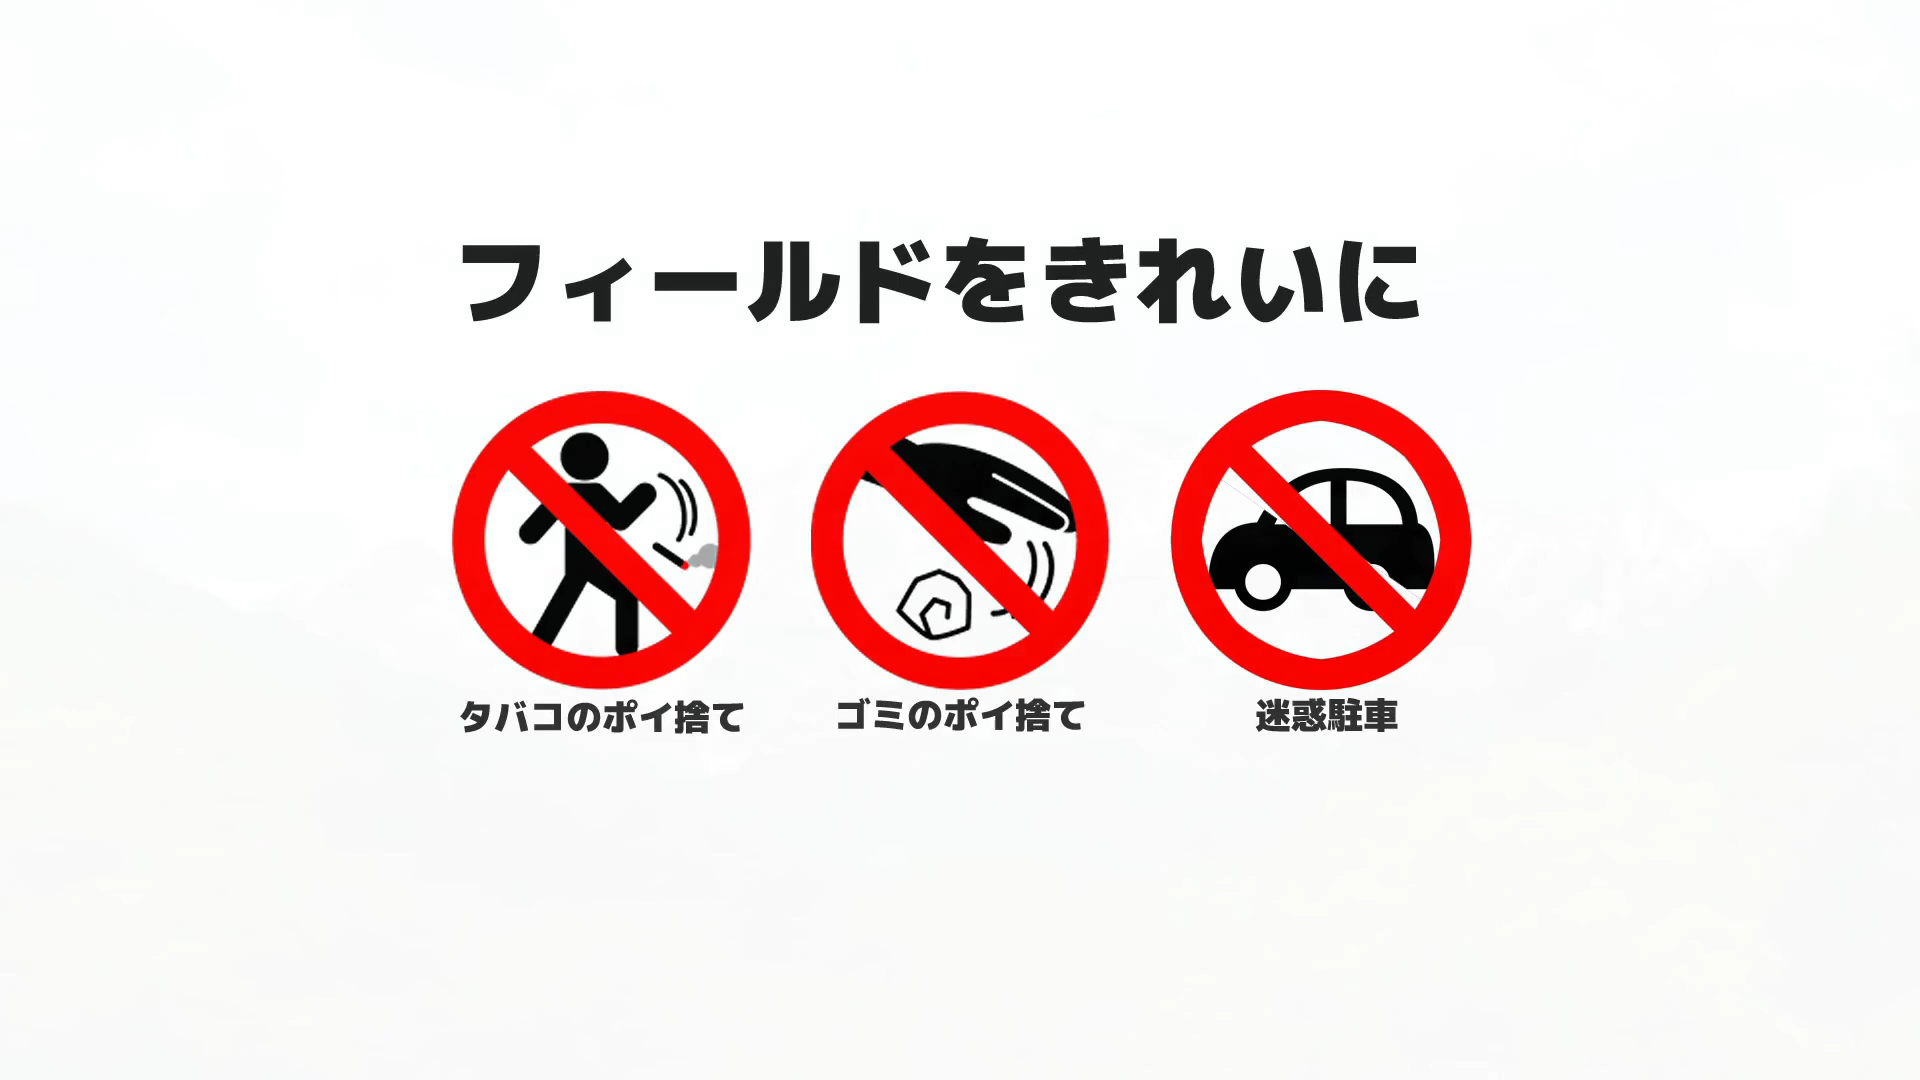 フィールドをきれいに
タバコのポイ捨て
ゴミのポイ捨て
迷惑駐車